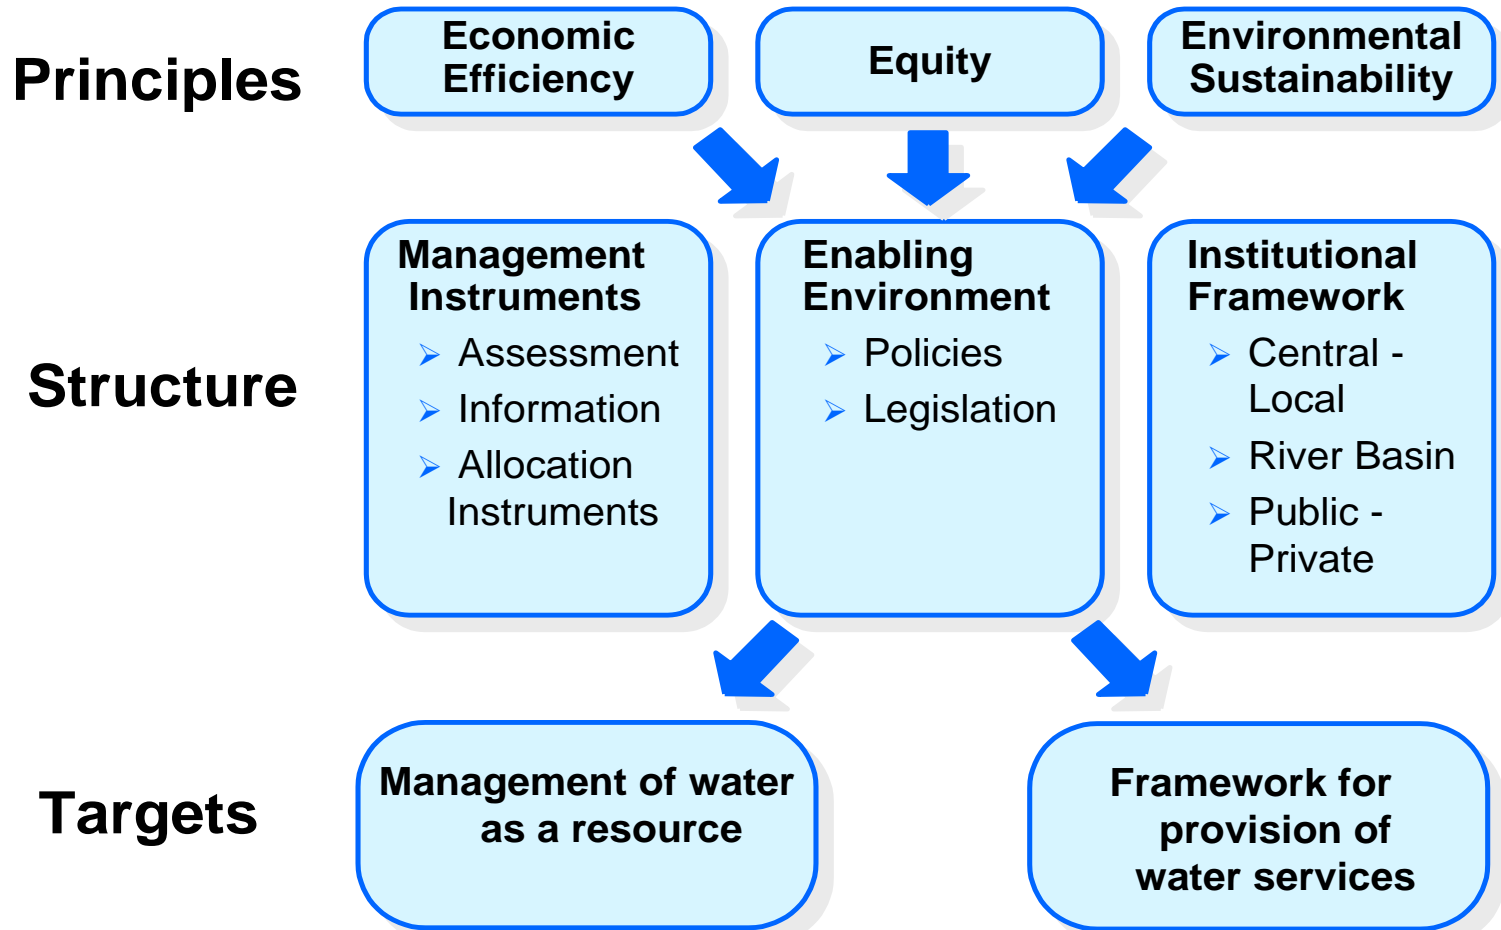 Principles
Economic
Efficiency
Equity
Environmental
Sustainability
Structure
Management
Instruments
Assessment
Information
Allocation
Instruments
Enabling
Environment
Policies
Legislation
Institutional
Framework
Central -
Local
River Basin
Public -
Private
Targets
Management of water
as a resource
Framework for
provision of
water services